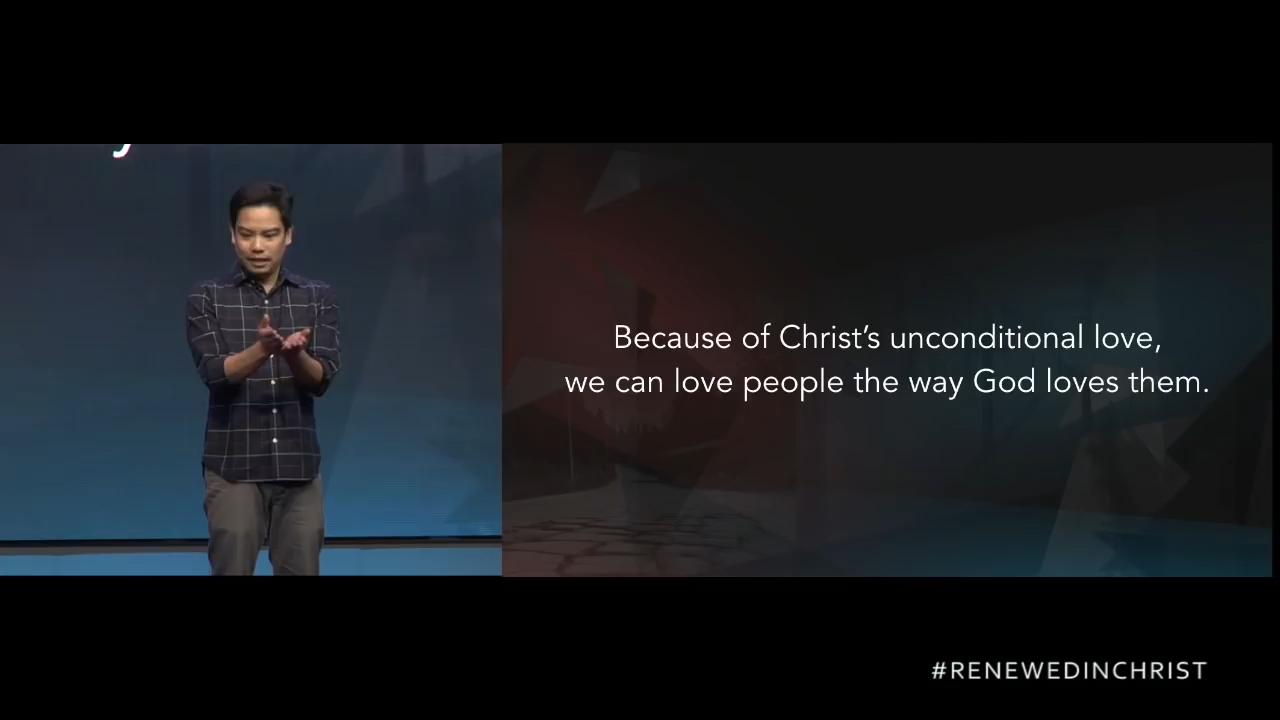 Because of Christ's unconditional love,
we can love people the way God loves them.
#RENEWEDINCHRIST